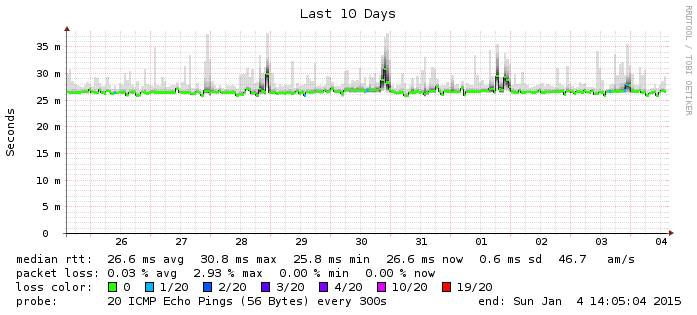 Last 10 Days
RRDTOOL / TOBI OETIKER
Seconds
35 m
30 m
25 m
20 m
15 m
10 m
5 m
0
26 27 28 29 30 31 01 02 03 04
median rtt: 26.6 ms avg 30.8 ms max 25.8 ms min 26.6 ms now 0.6 ms sd 46.7 am/s
packet loss: 0.03 % avg 2.93 % max 0.00 % min 0.00 % now
loss color: 0 1/20 2/20 3/20 4/20 10/20 19/20
probe: 20 ICMP Echo Pings (56 Bytes) every 300s end: Sun Jan 4 14:05:04 2015